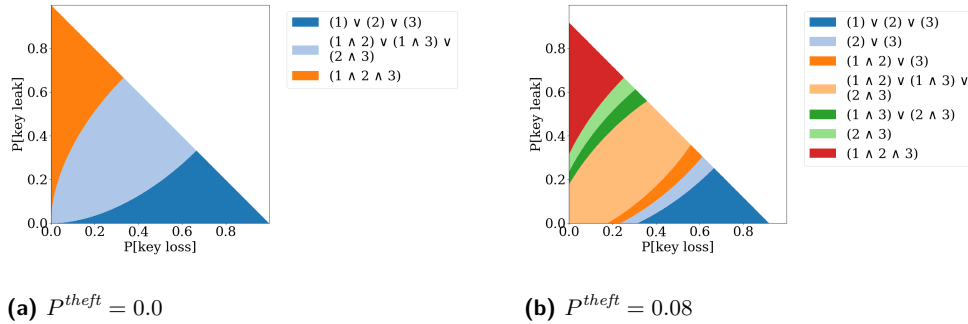 P[key leak]
0.8
0.6
0.4
0.2
0.0
0.0 0.2 0.4 0.6 0.8
P[key loss]
(1) ∨ (2) ∨ (3)
(1 ∧ 2) ∨ (1 ∧ 3) ∨
(2 ∧ 3)
(1 ∧ 2 ∧ 3)
(a) P^theft = 0.0
P[key leak]
0.8
0.6
0.4
0.2
0.0
0.0 0.2 0.4 0.6 0.8
P[key loss]
(1) ∨ (2) ∨ (3)
(2) ∨ (3)
(1 ∧ 2) ∨ (3)
(1 ∧ 2) ∨ (1 ∧ 3) ∨
(2 ∧ 3)
(1 ∧ 3) ∨ (2 ∧ 3)
(2 ∧ 3)
(1 ∧ 2 ∧ 3)
(b) P^theft = 0.08